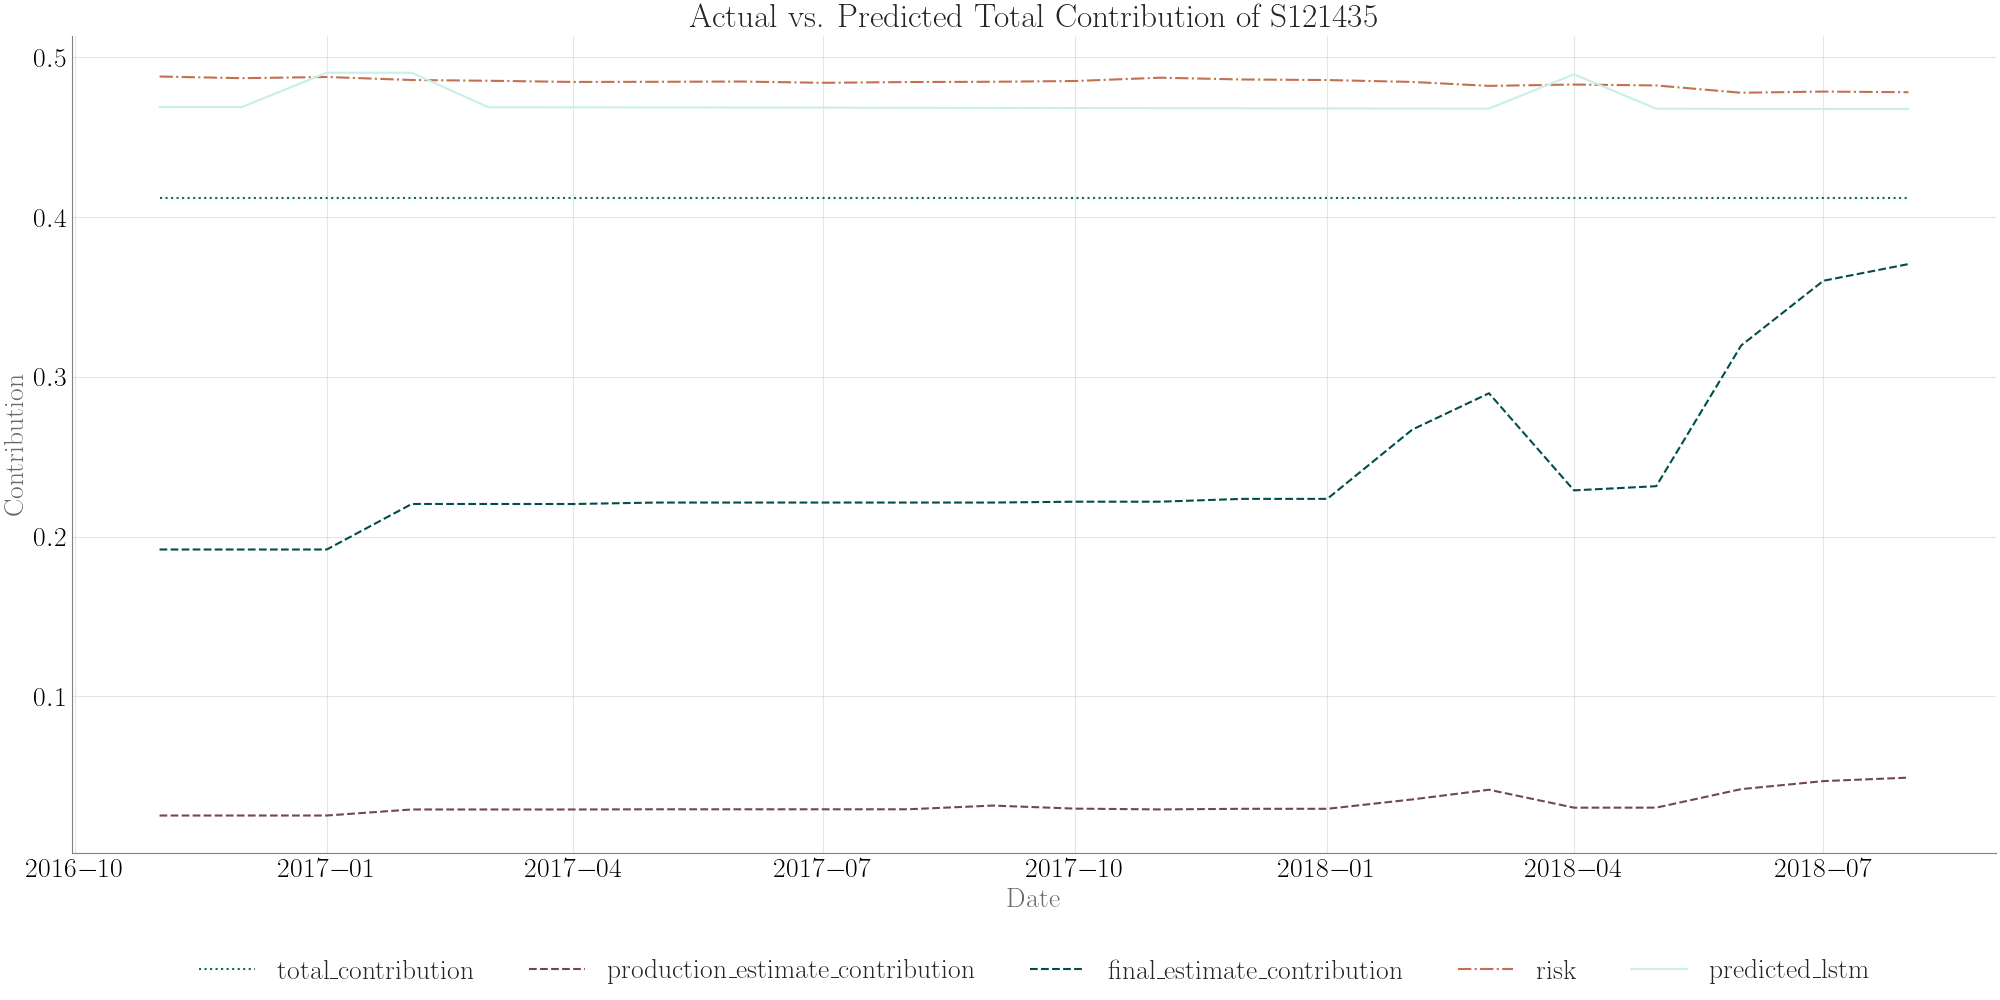 Actual vs. Predicted Total Contribution of S121435
Contribution
0.5
0.4
0.3
0.2
0.1
2016–10 2017–01 2017–04 2017–07 2017–10 2018–01 2018–04 2018–07
Date
total_contribution production_estimate_contribution final_estimate_contribution risk predicted_lstm